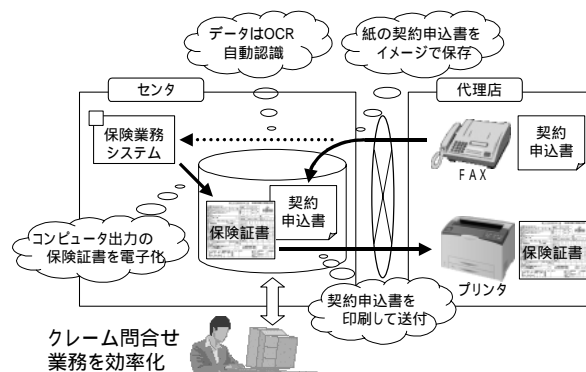 データはOCR
自動認識
紙の契約申込書を
イメージで保存
センタ
代理店
保険業務
システム
契約
申込書
FAX
契約
申込書
保険証書
コンピュータ出力の
保険証書を電子化
保険証書
プリンタ
契約申込書を
印刷して送付
クレーム問合せ
業務を効率化